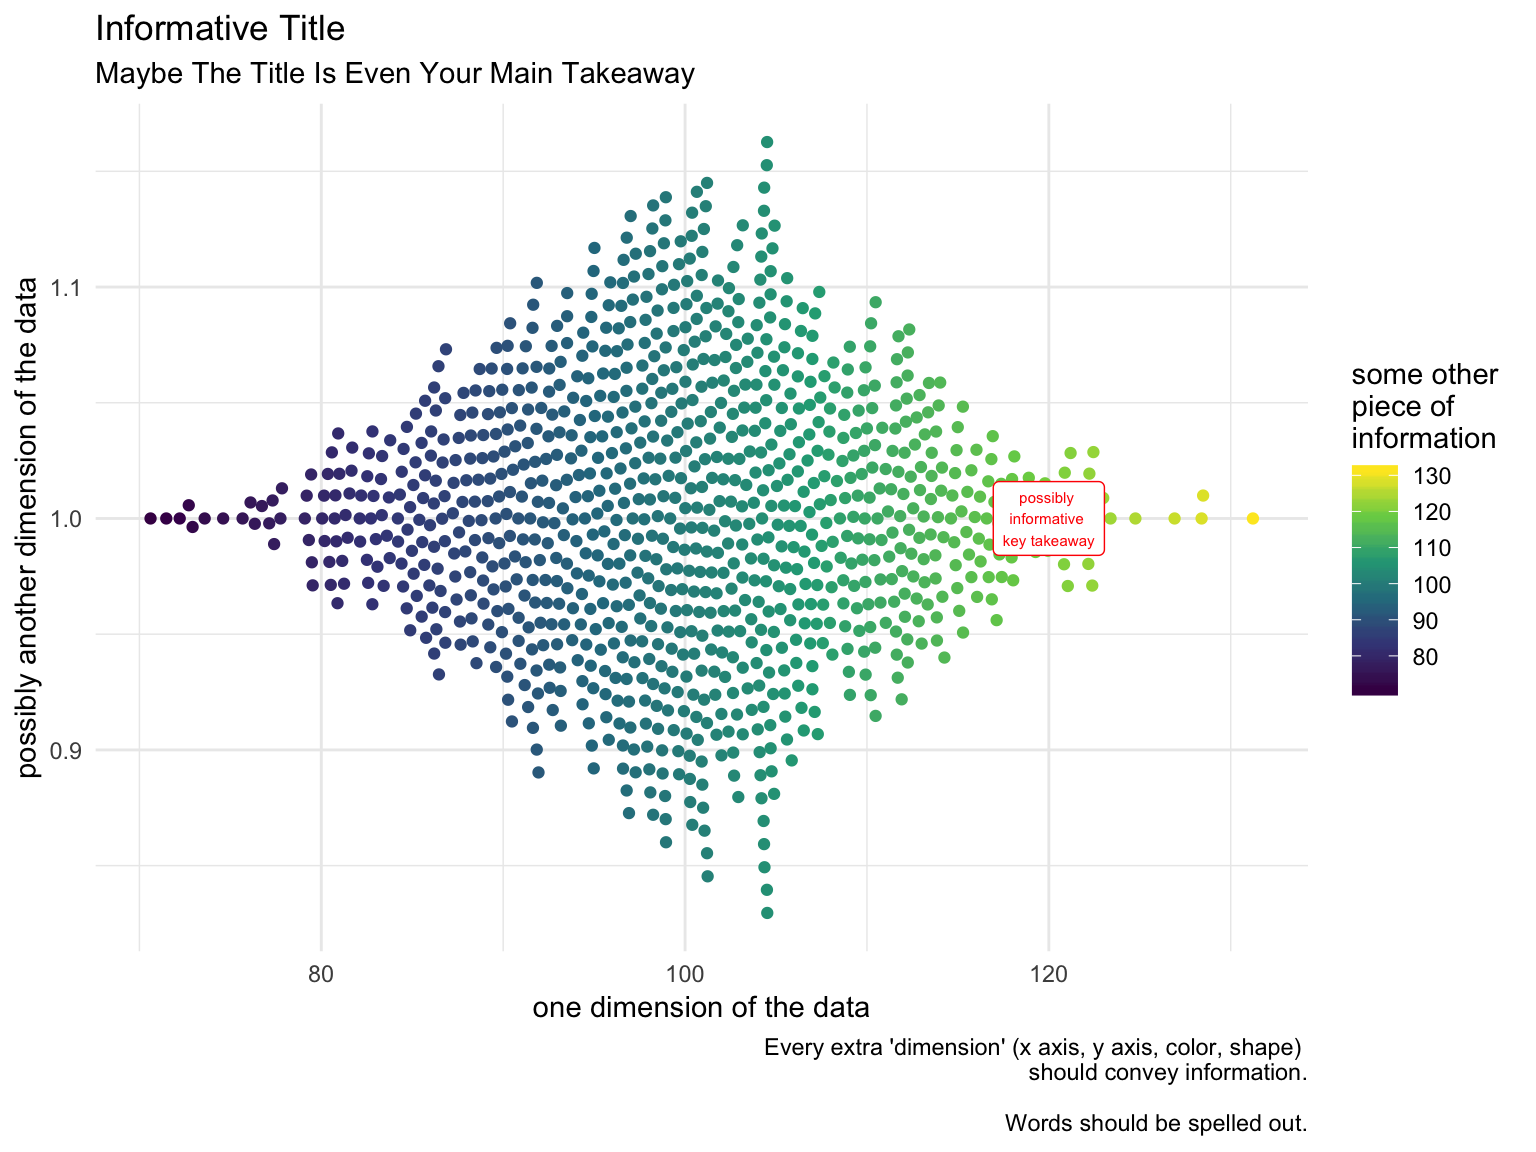 Informative Title
Maybe The Title Is Even Your Main Takeaway
possibly another dimension of the data
1.1
1.0
0.9
possibly
informative
key takeaway
80
100
120
one dimension of the data
some other
piece of
information
130
120
110
100
90
80
Every extra 'dimension' (x axis, y axis, color, shape)
should convey information.
Words should be spelled out.